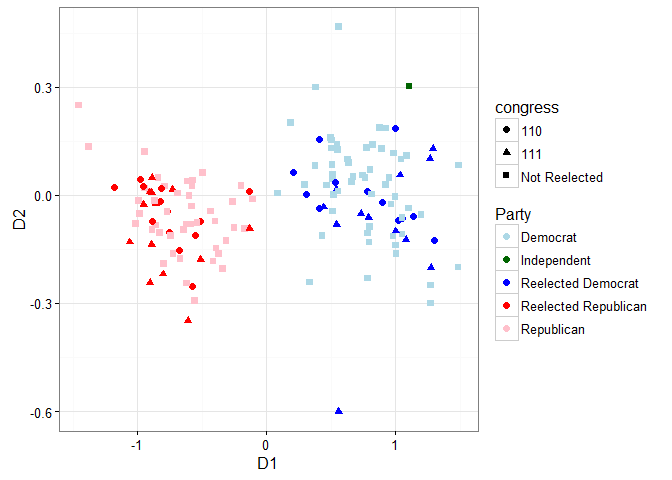 0.3
0.0
-0.3
-0.6
D2
-1
0
1
D1
congress
110
111
Not Reelected
Party
Democrat
Independent
Reelected Democrat
Reelected Republican
Republican